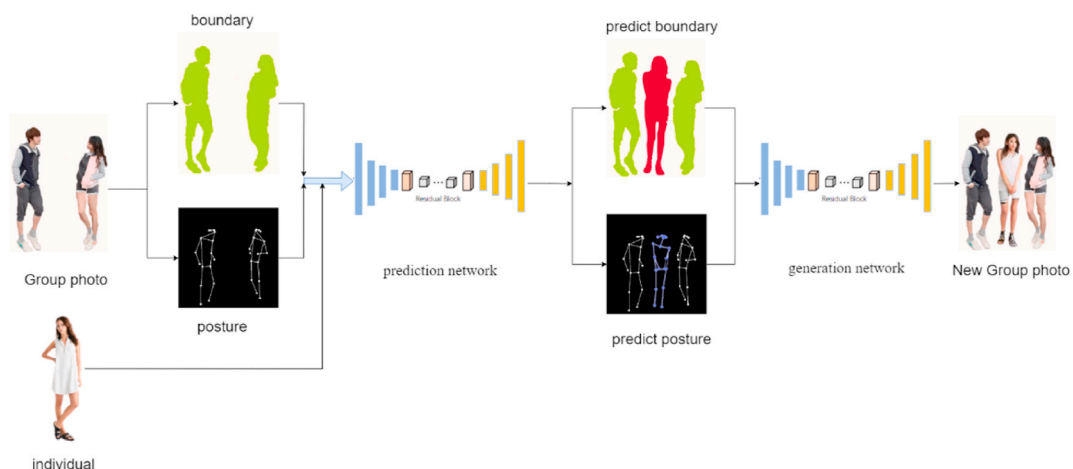 boundary
Group photo
posture
individual
Residual Block
prediction network
predict boundary
predict posture
Residual Block
generation network
New Group photo